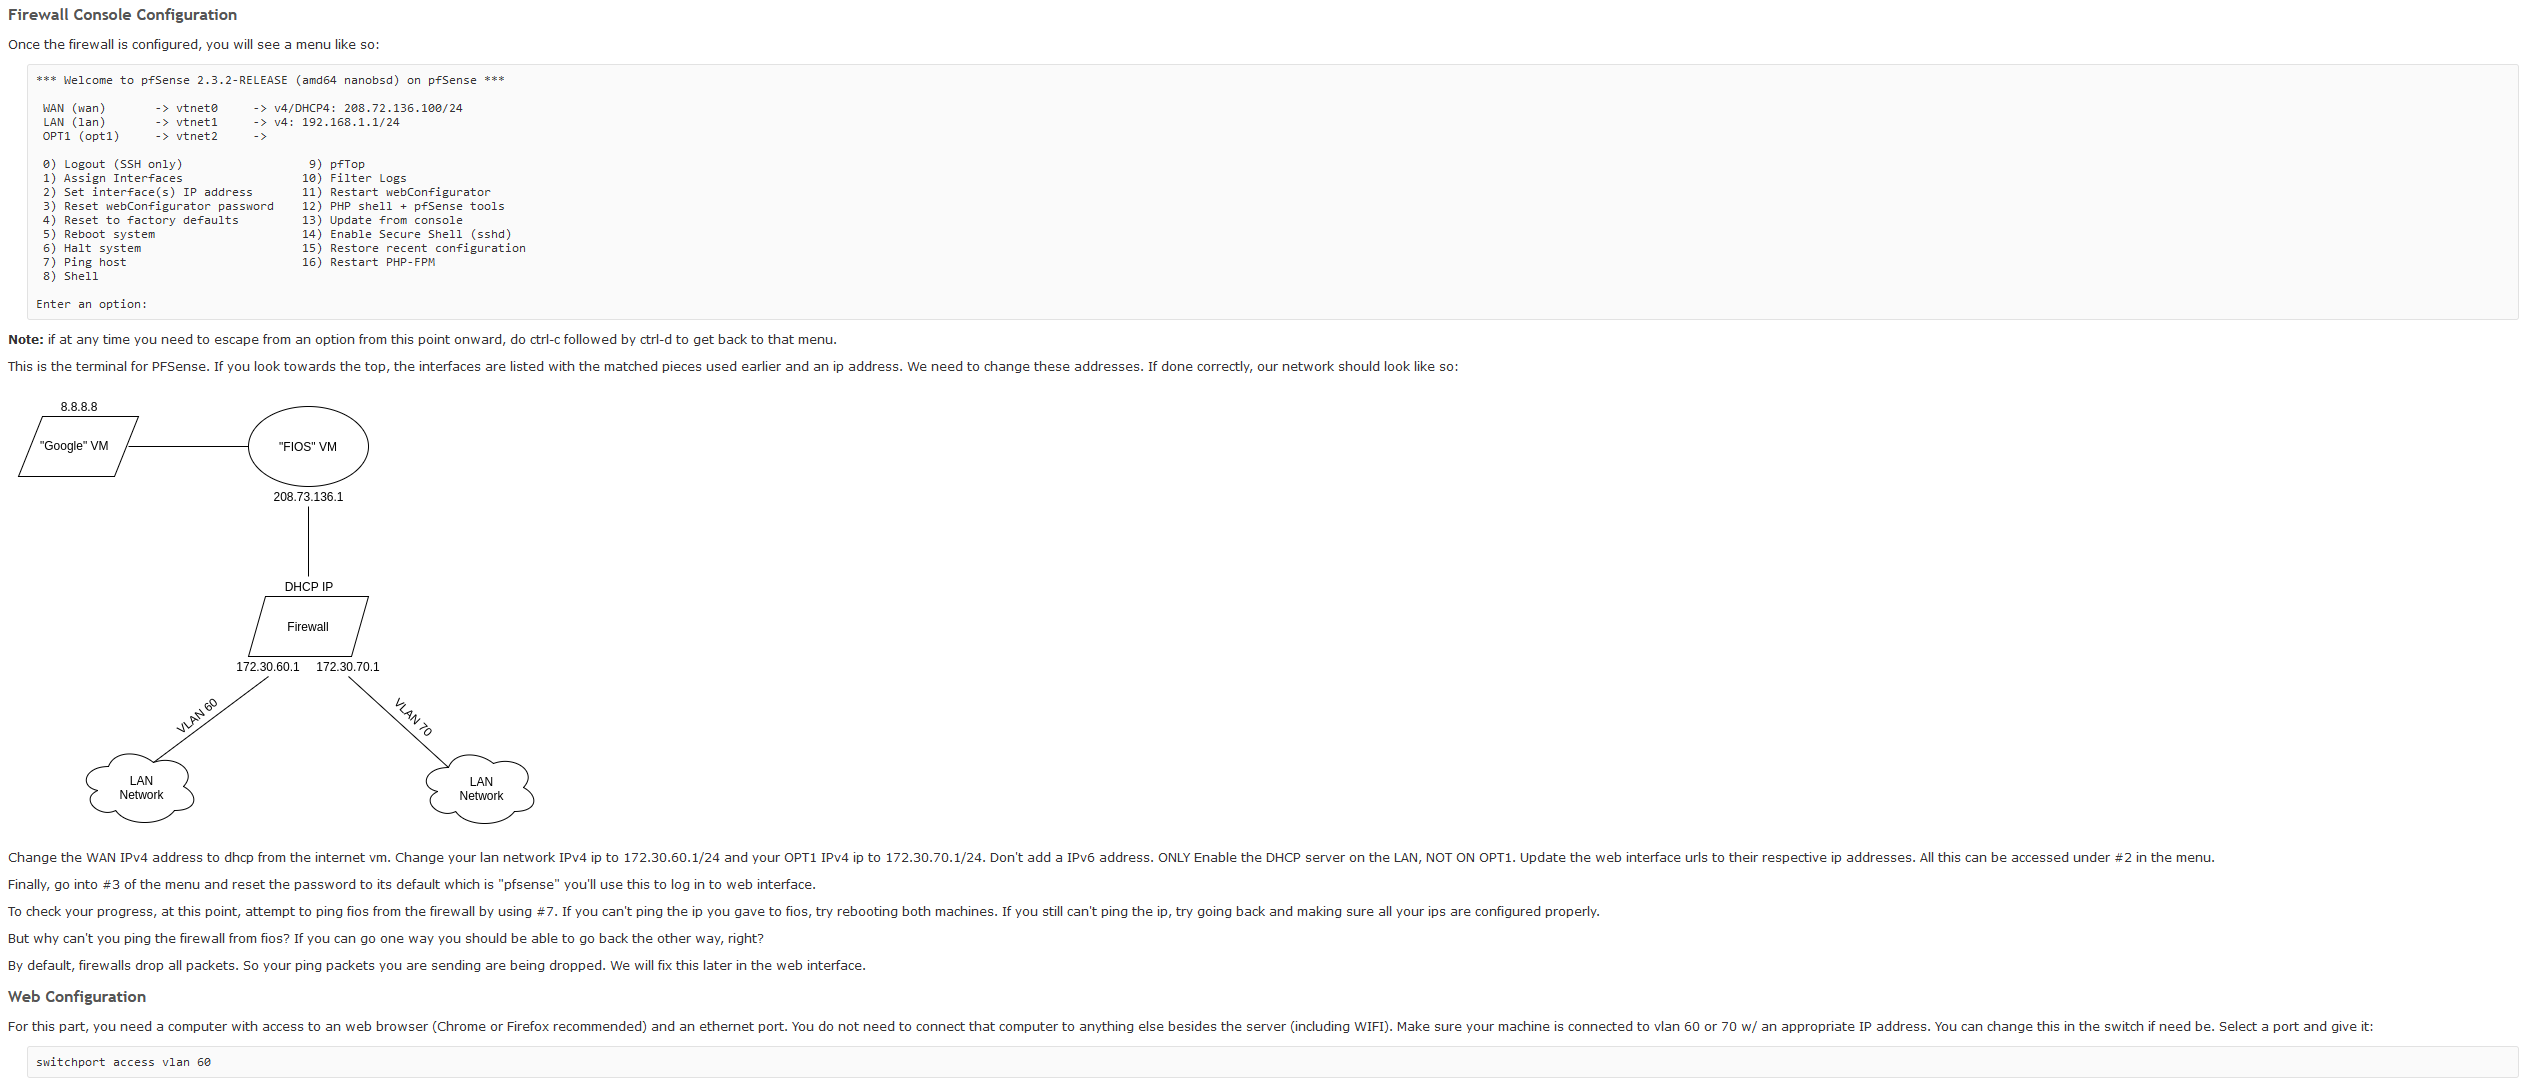 Firewall Console Configuration
Once the firewall is configured, you will see a menu like so:
*** Welcome to pfSense 2.3.2-RELEASE (amd64 nanobsd) on pfSense ***
WAN (wan)       -> vtnet0     -> v4/DHCP4: 208.72.136.100/24
LAN (lan)       -> vtnet1     -> v4: 192.168.1.1/24
OPT1 (opt1)     -> vtnet2     ->
0) Logout (SSH only)                  9) pfTop
1) Assign Interfaces                 10) Filter Logs
2) Set interface(s) IP address       11) Restart webConfigurator
3) Reset webConfigurator password    12) PHP shell + pfSense tools
4) Reset to factory defaults         13) Update from console
5) Reboot system                     14) Enable Secure Shell (sshd)
6) Halt system                       15) Restore recent configuration
7) Ping host                         16) Restart PHP-FPM
8) Shell
Enter an option:
Note: if at any time you need to escape from an option from this point onward, do ctrl-c followed by ctrl-d to get back to that menu.
This is the terminal for PFSense. If you look towards the top, the interfaces are listed with the matched pieces used earlier and an ip address. We need to change these addresses. If done correctly, our network should look like so:
8.8.8.8
"Google" VM
"FIOS" VM
208.73.136.1
DHCP IP
Firewall
172.30.60.1 172.30.70.1
VLAN 60
VLAN 70
LAN
Network
LAN
Network
Change the WAN IPv4 address to dhcp from the internet vm. Change your lan network IPv4 ip to 172.30.60.1/24 and your OPT1 IPv4 ip to 172.30.70.1/24. Don't add a IPv6 address. ONLY Enable the DHCP server on the LAN, NOT ON OPT1. Update the web interface urls to their respective ip addresses. All this can be accessed under #2 in the menu.
Finally, go into #3 of the menu and reset the password to its default which is "pfsense" you'll use this to log in to web interface.
To check your progress, at this point, attempt to ping fios from the firewall by using #7. If you can't ping the ip you gave to fios, try rebooting both machines. If you still can't ping the ip, try going back and making sure all your ips are configured properly.
But why can't you ping the firewall from fios? If you can go one way you should be able to go back the other way, right?
By default, firewalls drop all packets. So your ping packets you are sending are being dropped. We will fix this later in the web interface.
Web Configuration
For this part, you need a computer with access to an web browser (Chrome or Firefox recommended) and an ethernet port. You do not need to connect that computer to anything else besides the server (including WIFI). Make sure your machine is connected to vlan 60 or 70 w/ an appropriate IP address. You can change this in the switch if need be. Select a port and give it:
switchport access vlan 60